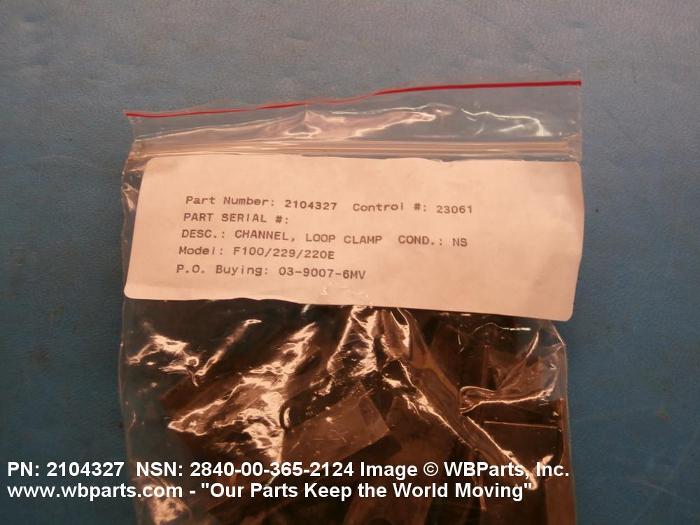 Part Number: 2104327 Control #: 23061
PART SERIAL #:
DESC.: CHANNEL, LOOP CLAMP COND.: NS
Model: F100/229/220E
P.O. Buying: 03-9007-6MV
PN: 2104327 NSN: 2840-00-365-2124 Image © WBParts, Inc.
www.wbparts.com - "Our Parts Keep the World Moving"